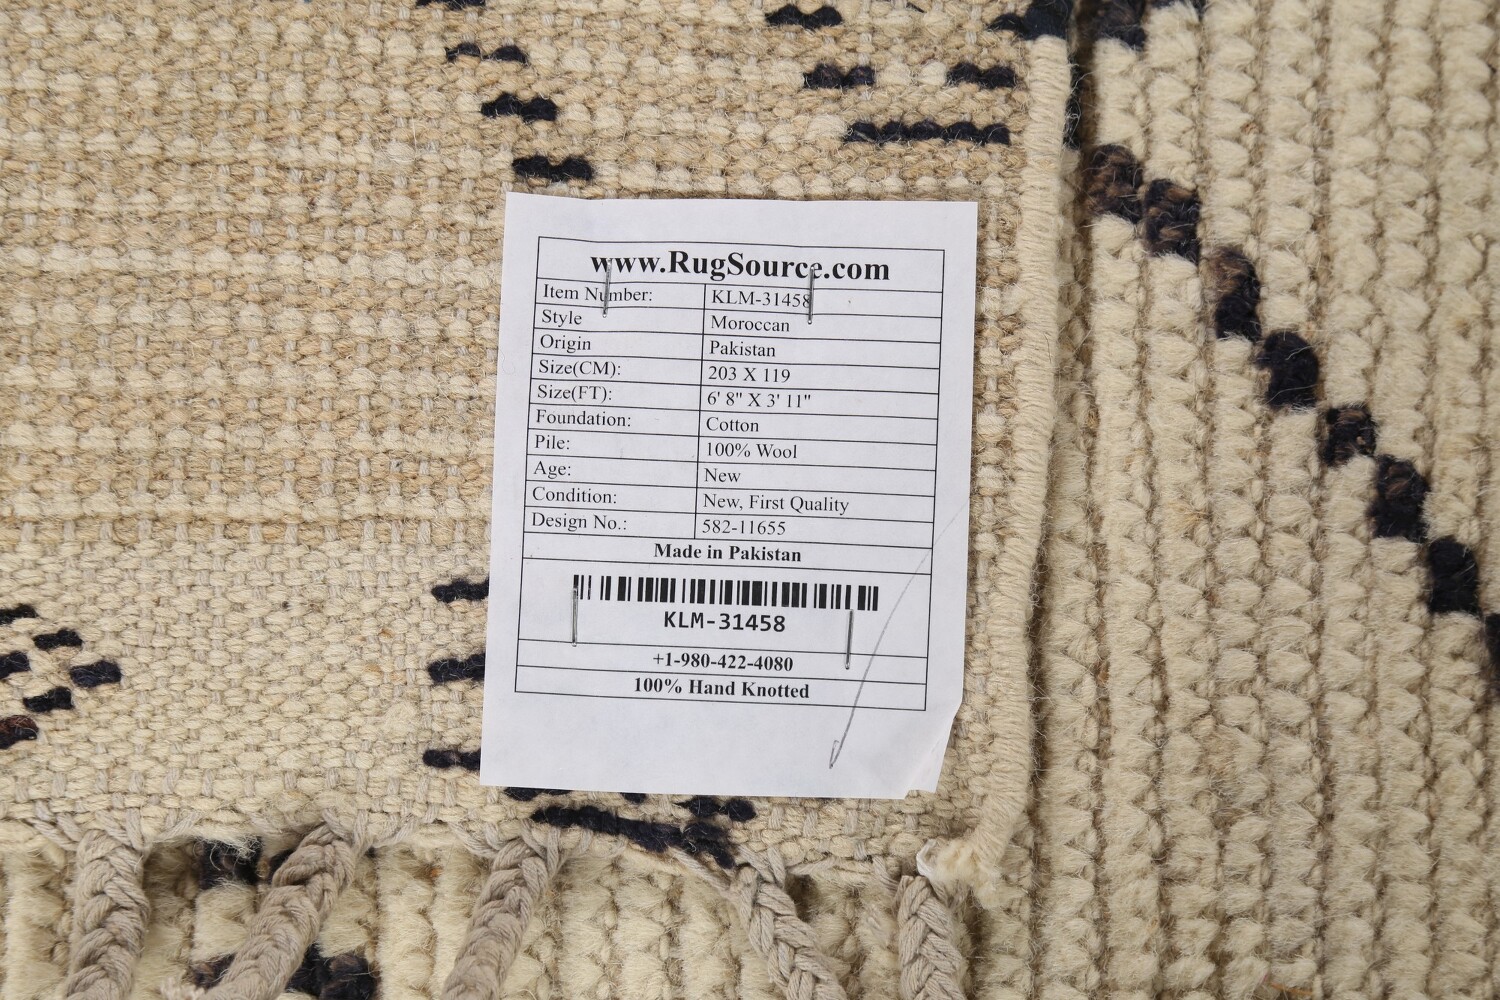 www.RugSource.com
Item Number: KLM-31458
Style Moroccan
Origin Pakistan
Size(CM): 203 X 119
Size(FT): 6' 8" X 3' 11"
Foundation: Cotton
Pile: 100% Wool
Age: New
Condition: New, First Quality
Design No.: 582-11655
Made in Pakistan
KLM-31458
+1-980-422-4080
100% Hand Knotted